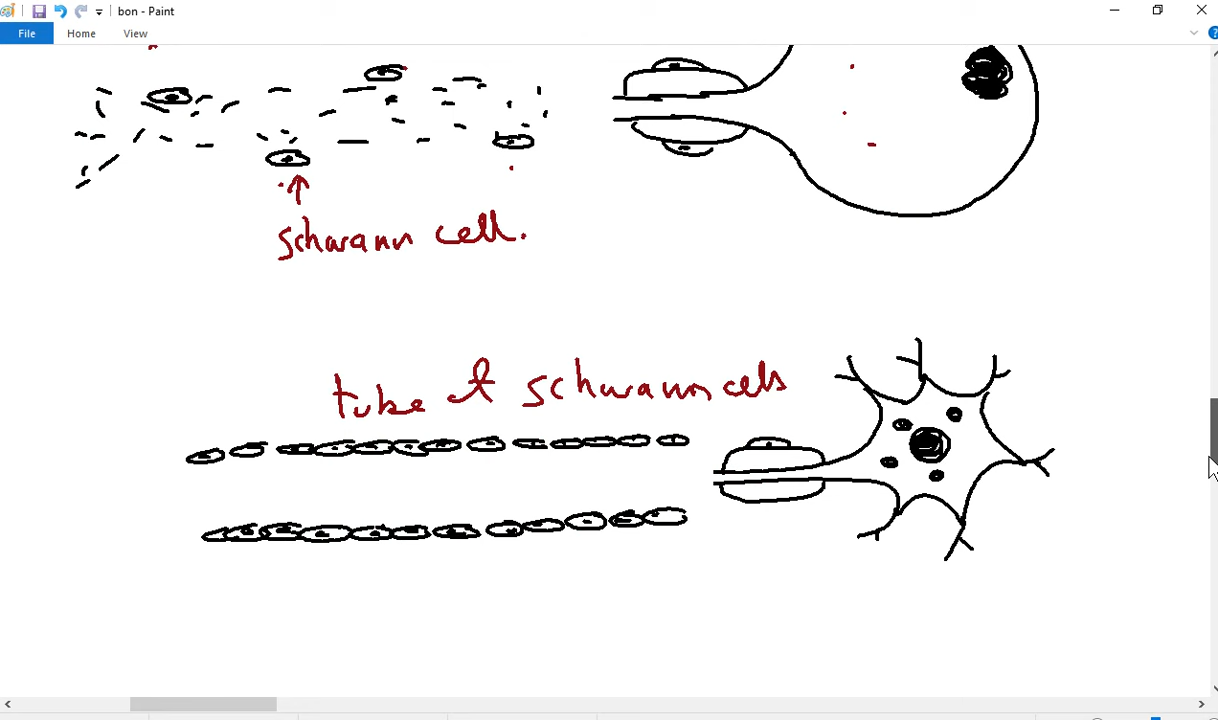 bon - Paint
File Home View
schwann cell.
tube of schwann cells